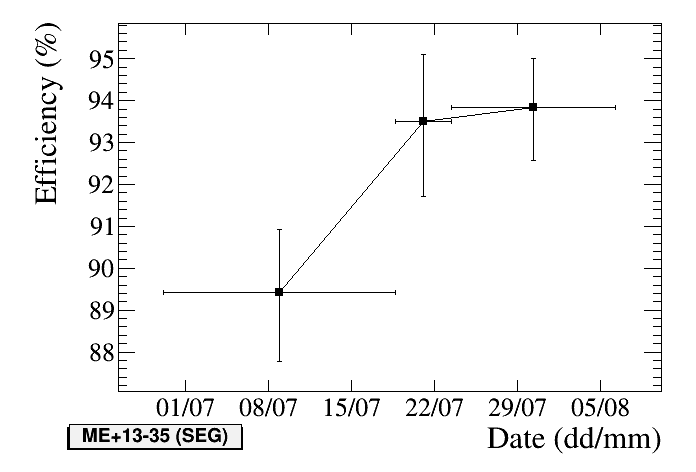 Efficiency (%)
95
94
93
92
91
90
89
88
01/07 08/07 15/07 22/07 29/07 05/08
ME+13-35 (SEG)
Date (dd/mm)